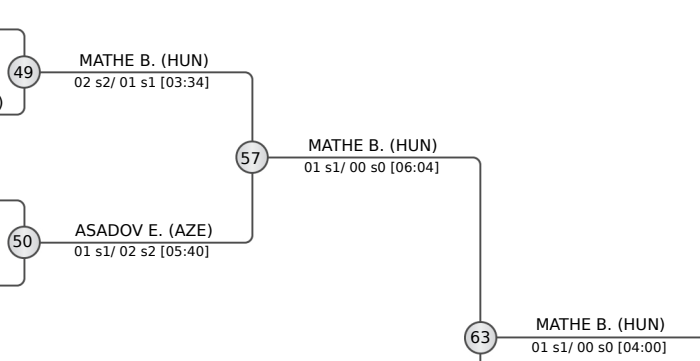 49
MATHE B. (HUN)
02 s2/ 01 s1 [03:34]
)
57
MATHE B. (HUN)
01 s1/ 00 s0 [06:04]
50
ASADOV E. (AZE)
01 s1/ 02 s2 [05:40]
63
MATHE B. (HUN)
01 s1/ 00 s0 [04:00]